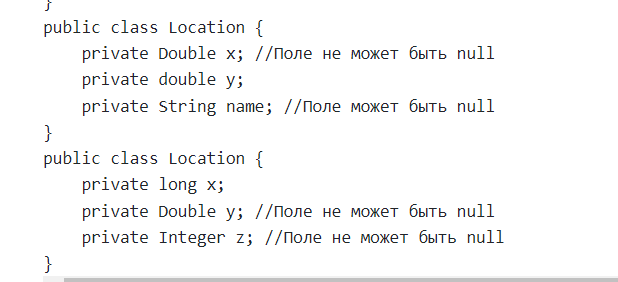 }
public class Location {
    private Double x; //Поле не может быть null
    private double y;
    private String name; //Поле может быть null
}
public class Location {
    private long x;
    private Double y; //Поле не может быть null
    private Integer z; //Поле не может быть null
}